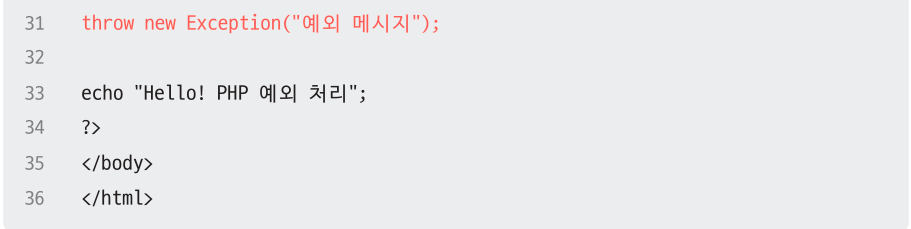 31 throw new Exception("예외 메시지");
32
33 echo "Hello! PHP 예외 처리";
34 ?>
35 </body>
36 </html>